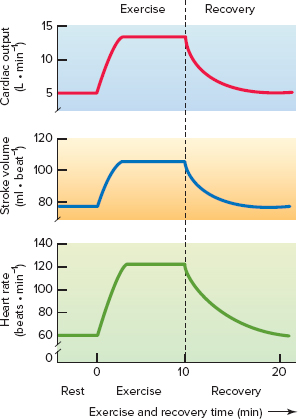 Exercise Recovery
Cardiac output
(L • min⁻¹)
15
10
5
Stroke volume
(ml • beat⁻¹)
120
100
80
Heart rate
(beats • min⁻¹)
140
120
100
80
60
0
0 10 20
Rest Exercise Recovery
Exercise and recovery time (min)